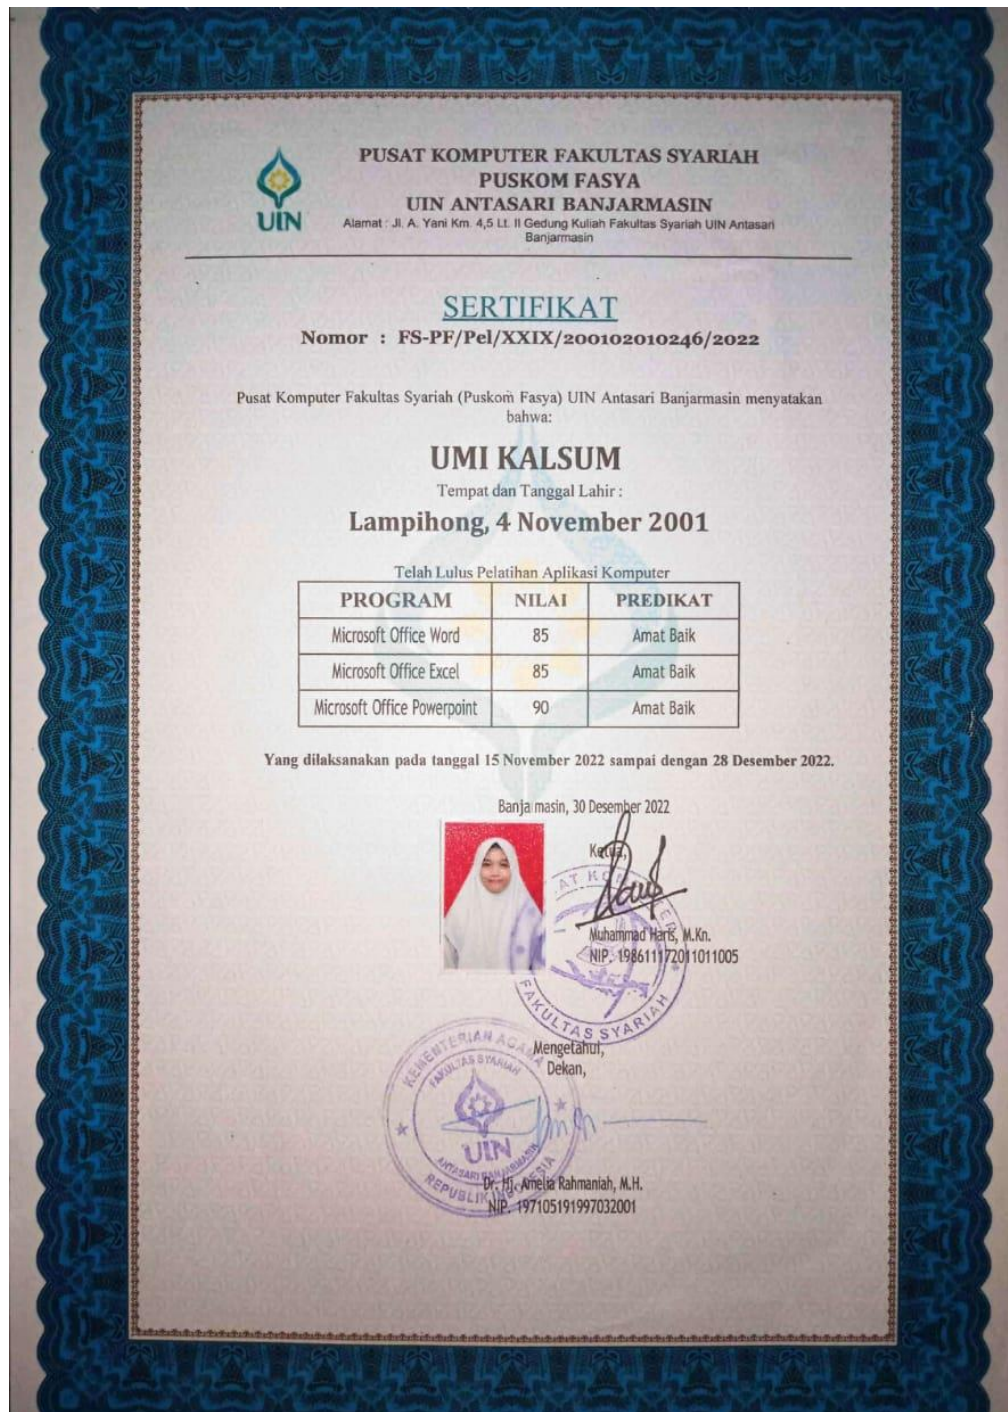 PUSAT KOMPUTER FAKULTAS SYARIAH
PUSKOM FASYA
UIN ANTASARI BANJARMASIN
Alamat : Jl. A. Yani Km. 4,5 Lt. II Gedung Kuliah Fakultas Syariah UIN Antasari
Banjarmasin
UIN
SERTIFIKAT
Nomor : FS-PF/Pel/XXIX/200102010246/2022
Pusat Komputer Fakultas Syariah (Puskom Fasya) UIN Antasari Banjarmasin menyatakan
bahwa:
UMI KALSUM
Tempat dan Tanggal Lahir :
Lampihong, 4 November 2001
Telah Lulus Pelatihan Aplikasi Komputer
PROGRAM NILAI PREDIKAT
Microsoft Office Word 85 Amat Baik
Microsoft Office Excel 85 Amat Baik
Microsoft Office Powerpoint 90 Amat Baik
Yang dilaksanakan pada tanggal 15 November 2022 sampai dengan 28 Desember 2022.
Banja masin, 30 Desember 2022
Ketua,
Muhammad Haris, M.Kn.
NIP. 198611172011011005
FAKULTAS SYARIAH
Mengetahui,
Dekan,
KEMENTERIAN AGAMA
FAKULTAS SYARIAH
UIN
ANTASARI BANJARMASIN
REPUBLIK INDONESIA
Dr. Hj. Amelia Rahmaniah, M.H.
NIP. 197105191997032001